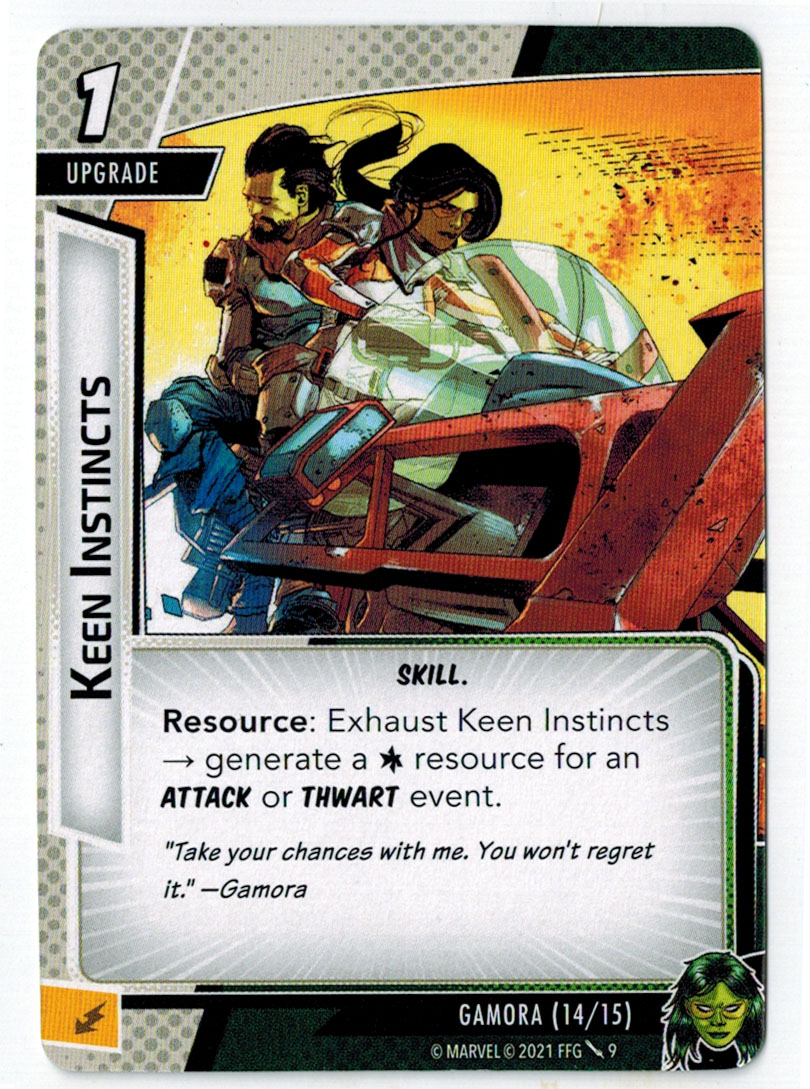 1
UPGRADE
KEEN INSTINCTS
SKILL.
Resource: Exhaust Keen Instincts
→ generate a resource for an
ATTACK or THWART event.
"Take your chances with me. You won't regret
it." —Gamora
GAMORA (14/15)
© MARVEL © 2021 FFG 9